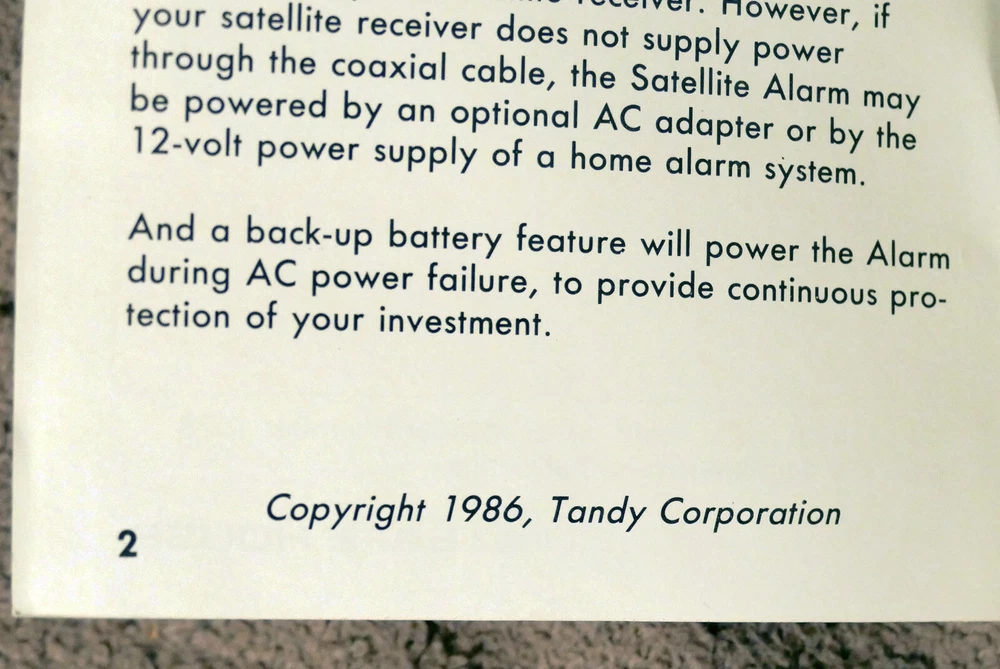 receiver. However, if
your satellite receiver does not supply power
through the coaxial cable, the Satellite Alarm may
be powered by an optional AC adapter or by the
12-volt power supply of a home alarm system.
And a back-up battery feature will power the Alarm
during AC power failure, to provide continuous pro-
tection of your investment.
Copyright 1986, Tandy Corporation
2